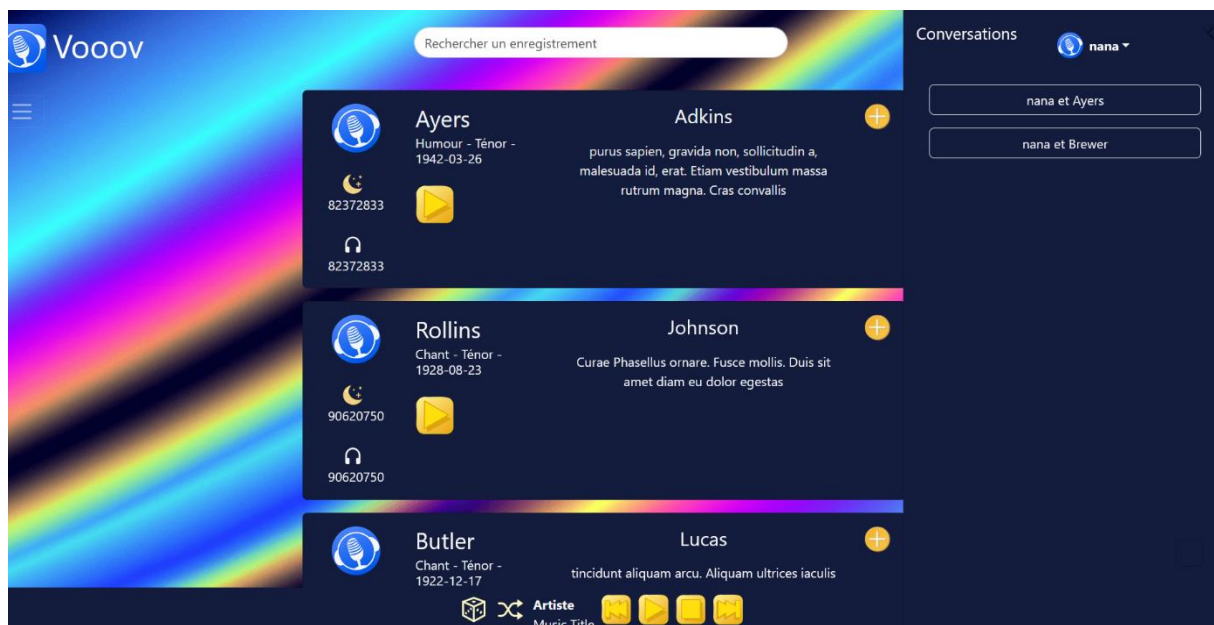 Vooov
Rechercher un enregistrement
Ayers
Humour - Ténor -
1942-03-26
82372833
82372833
Adkins
purus sapien, gravida non, sollicitudin a,
malesuada id, erat. Etiam vestibulum massa
rutrum magna. Cras convallis
Rollins
Chant - Ténor -
1928-08-23
90620750
90620750
Johnson
Curae Phasellus ornare. Fusce mollis. Duis sit
amet diam eu dolor egestas
Butler
Chant - Ténor -
1922-12-17
Lucas
tincidunt aliquam arcu. Aliquam ultrices iaculis
Artiste
Music Title
Conversations
nana
nana et Ayers
nana et Brewer